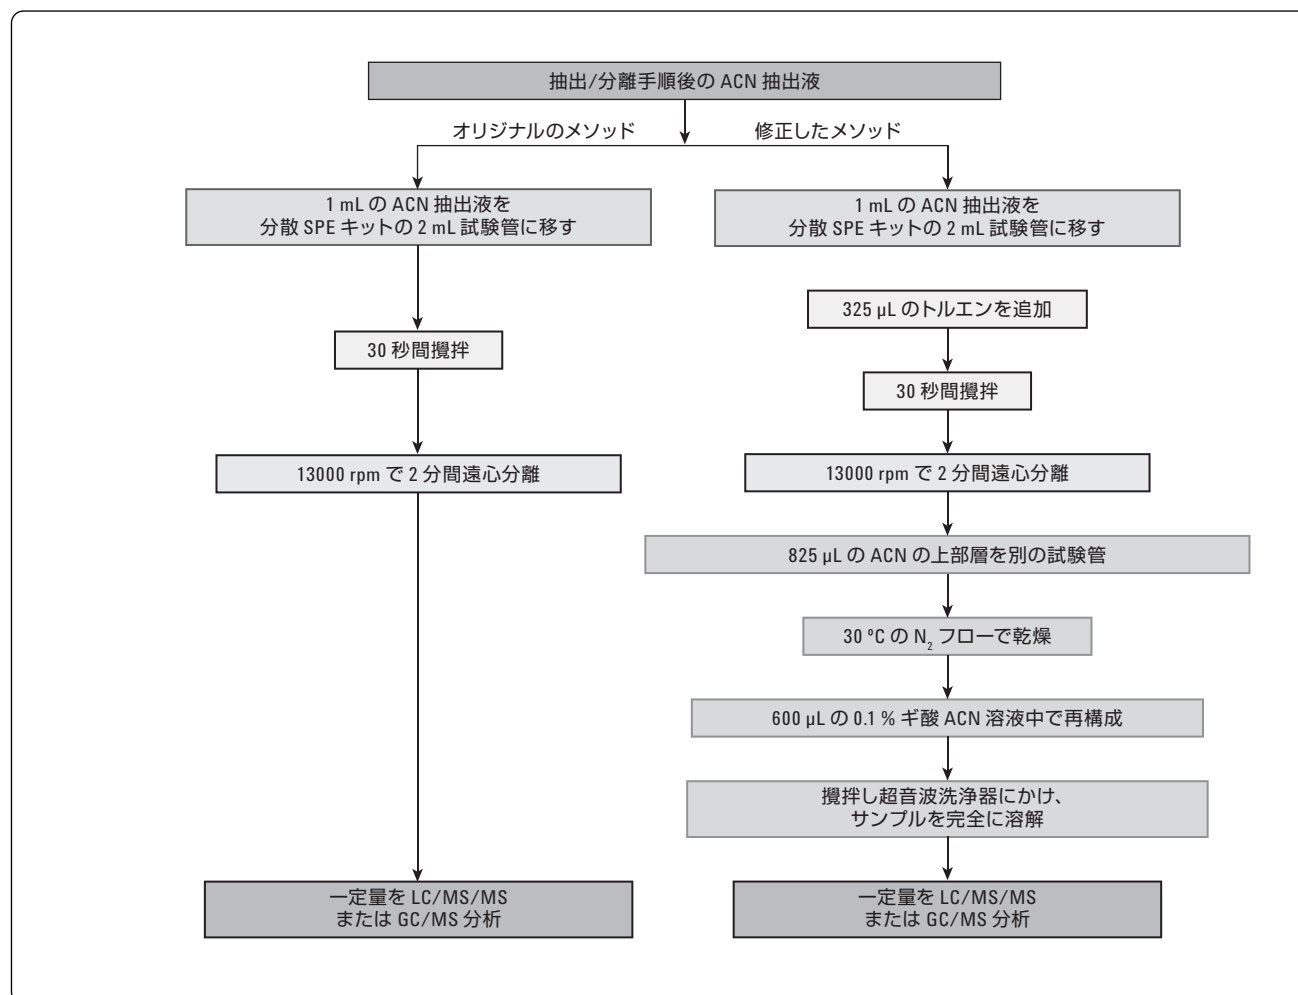 抽出/分離手順後の ACN 抽出液
オリジナルのメソッド
修正したメソッド
1 mL の ACN 抽出液を
分散 SPE キットの 2 mL 試験管に移す
30 秒間攪拌
13000 rpm で 2 分間遠心分離
一定量を LC/MS/MS
または GC/MS 分析
1 mL の ACN 抽出液を
分散 SPE キットの 2 mL 試験管に移す
325 µL のトルエンを追加
30 秒間攪拌
13000 rpm で 2 分間遠心分離
825 µL の ACN の上部層を別の試験管
30 ºC の N₂ フローで乾燥
600 µL の 0.1 % ギ酸 ACN 溶液中で再構成
攪拌し超音波洗浄器にかけ、
サンプルを完全に溶解
一定量を LC/MS/MS
または GC/MS 分析